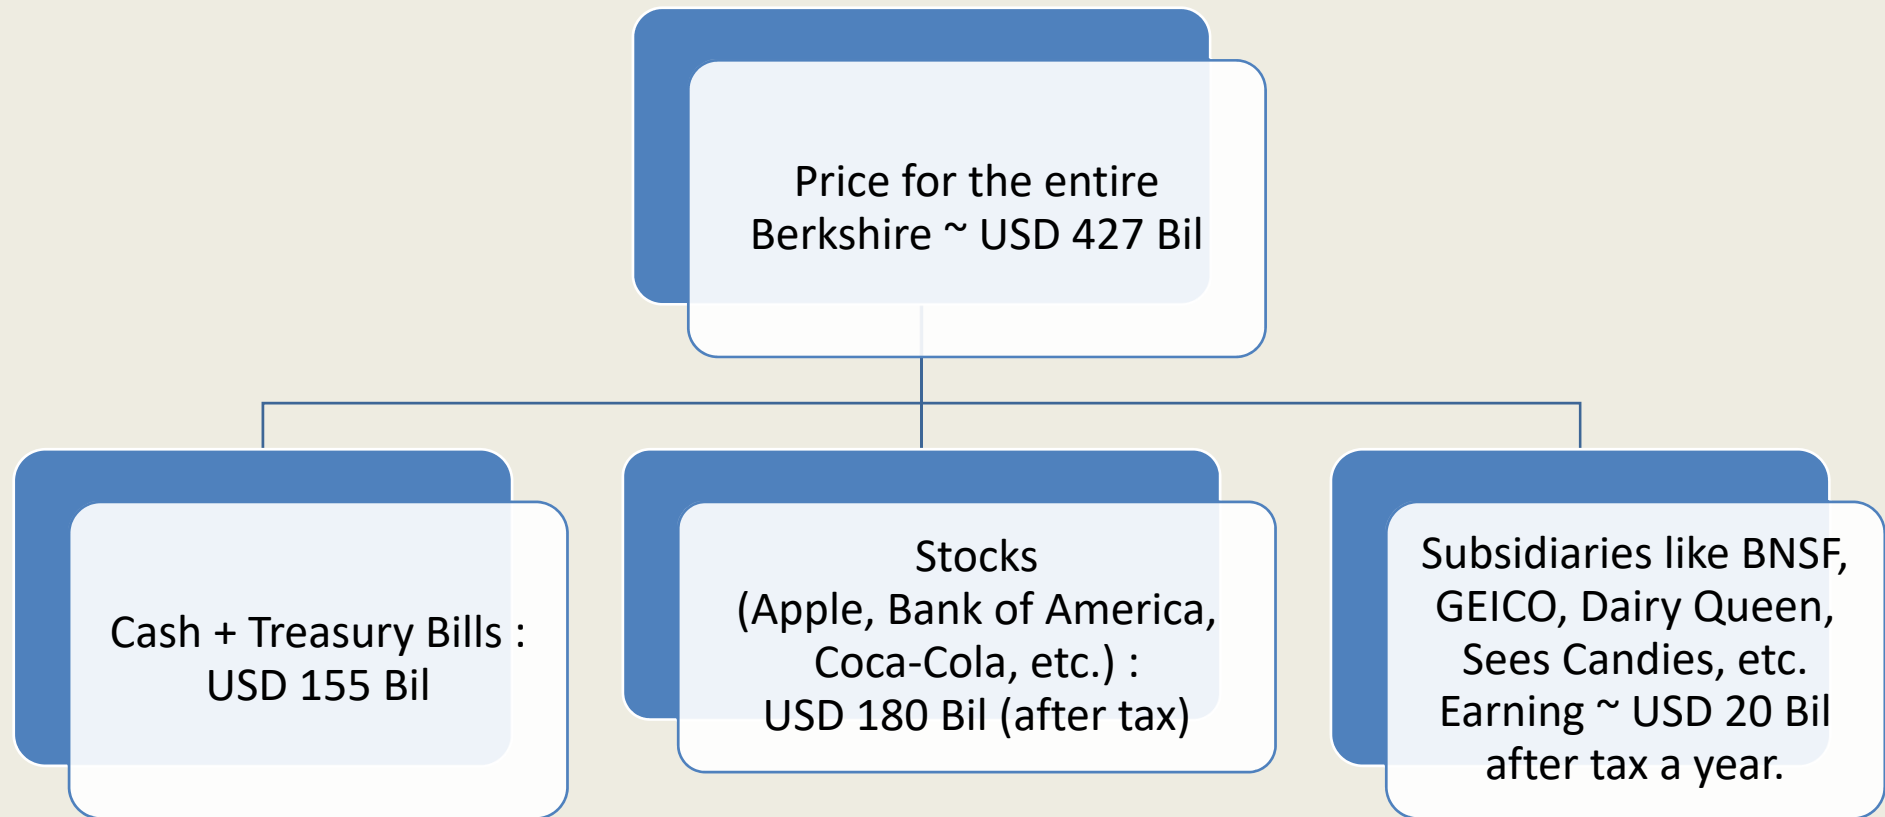 Price for the entire
Berkshire ~ USD 427 Bil
Cash + Treasury Bills :
USD 155 Bil
Stocks
(Apple, Bank of America,
Coca-Cola, etc.) :
USD 180 Bil (after tax)
Subsidiaries like BNSF,
GEICO, Dairy Queen,
Sees Candies, etc.
Earning ~ USD 20 Bil
after tax a year.